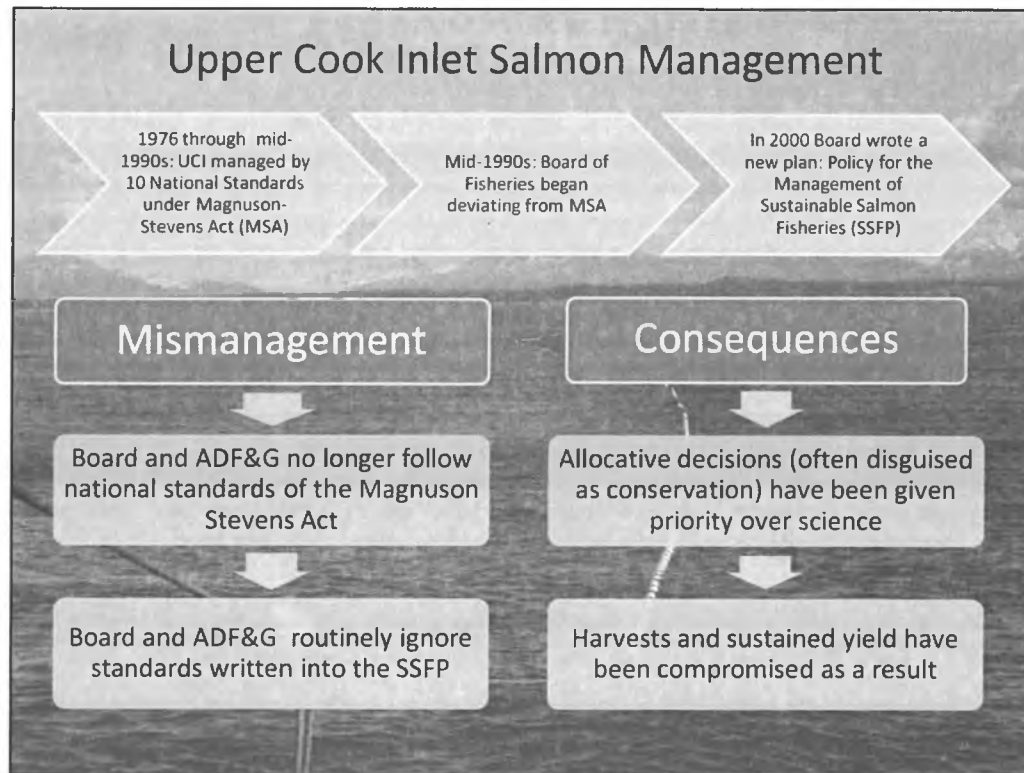 Upper Cook Inlet Salmon Management
1976 through mid-
1990s: UCI managed by
10 National Standards
under Magnuson-
Stevens Act (MSA)
Mid-1990s: Board of
Fisheries began
deviating from MSA
In 2000 Board wrote a
new plan: Policy for the
Management of
Sustainable Salmon
Fisheries (SSFP)
Mismanagement
Board and ADF&G no longer follow
national standards of the Magnuson
Stevens Act
Board and ADF&G routinely ignore
standards written into the SSFP
Consequences
Allocative decisions (often disguised
as conservation) have been given
priority over science
Harvests and sustained yield have
been compromised as a result